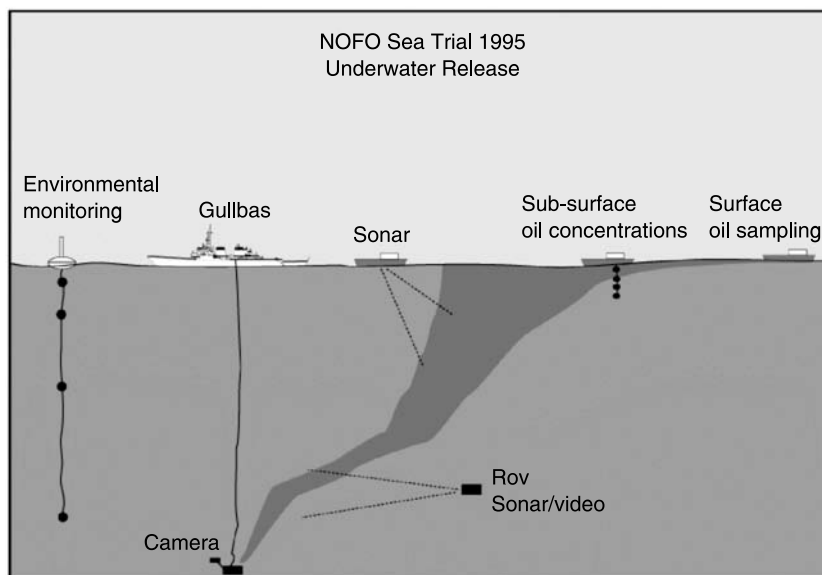 NOFO Sea Trial 1995
Underwater Release
Environmental
monitoring
Gullbas
Sonar
Sub-surface
oil concentrations
Surface
oil sampling
Rov
Sonar/video
Camera